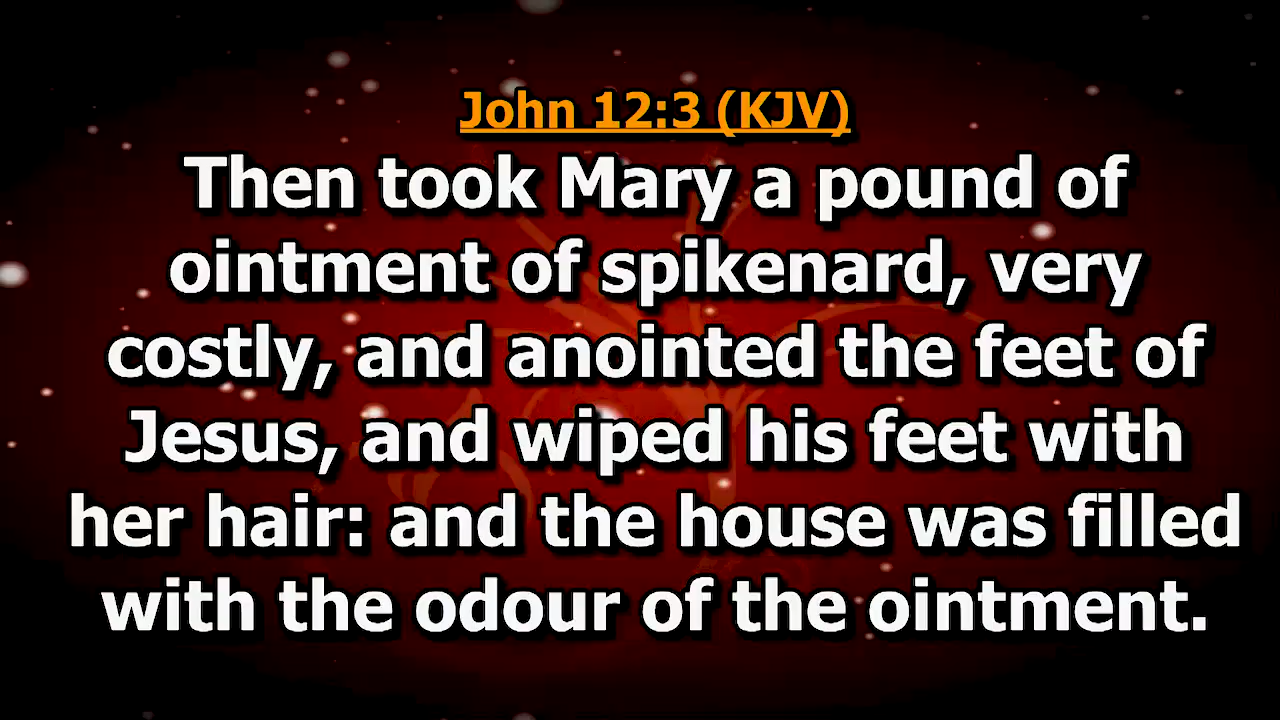 John 12:3 (KJV)
Then took Mary a pound of
ointment of spikenard, very
costly, and anointed the feet of
Jesus, and wiped his feet with
her hair: and the house was filled
with the odour of the ointment.